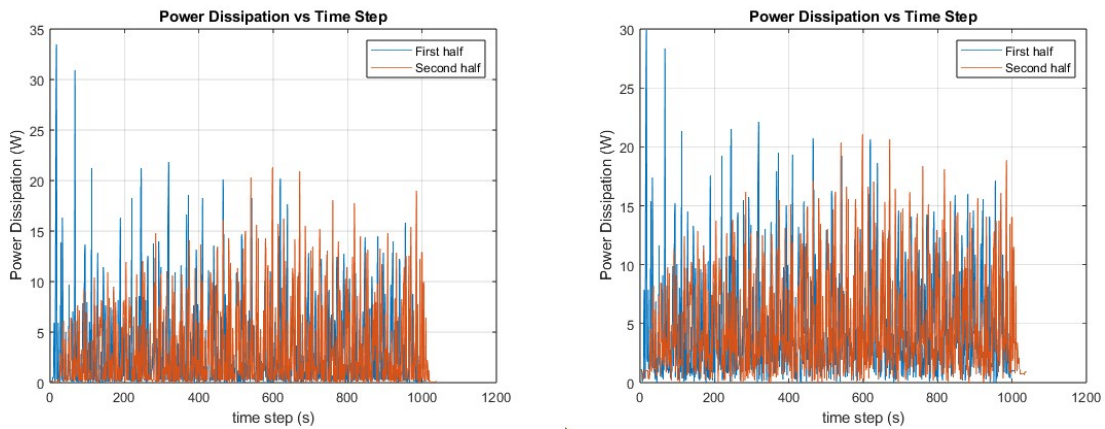 Power Dissipation vs Time Step
35
30
25
20
15
10
5
0
Power Dissipation (W)
First half
Second half
0 200 400 600 800 1000 1200
time step (s)
Power Dissipation vs Time Step
30
25
20
15
10
5
0
Power Dissipation (W)
First half
Second half
0 200 400 600 800 1000 1200
time step (s)